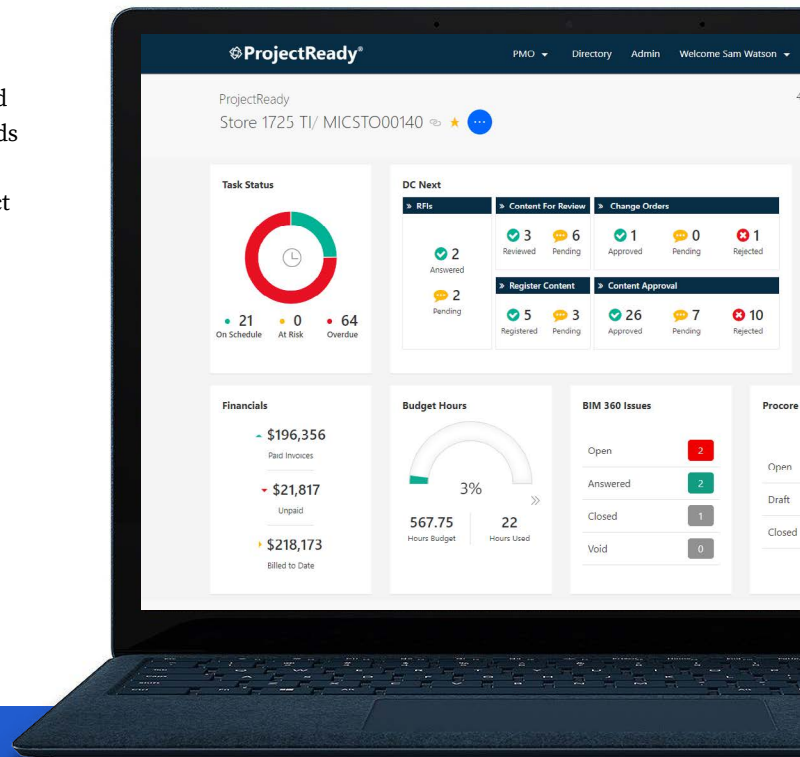 ProjectReady®
PMO
Directory
Admin
Welcome Sam Watson
ProjectReady
Store 1725 TI/ MICSTO00140
Task Status
21
On Schedule
0
At Risk
64
Overdue
DC Next
» RFIs
2
Answered
2
Pending
» Content For Review
3
Reviewed
6
Pending
» Change Orders
1
Approved
0
Pending
1
Rejected
» Register Content
5
Registered
3
Pending
» Content Approval
26
Approved
7
Pending
10
Rejected
Financials
$196,356
Paid Invoices
$21,817
Unpaid
$218,173
Billed to Date
Budget Hours
3%
567.75
Hours Budget
22
Hours Used
BIM 360 Issues
Open
2
Answered
2
Closed
1
Void
0
Procore
Open
Draft
Closed